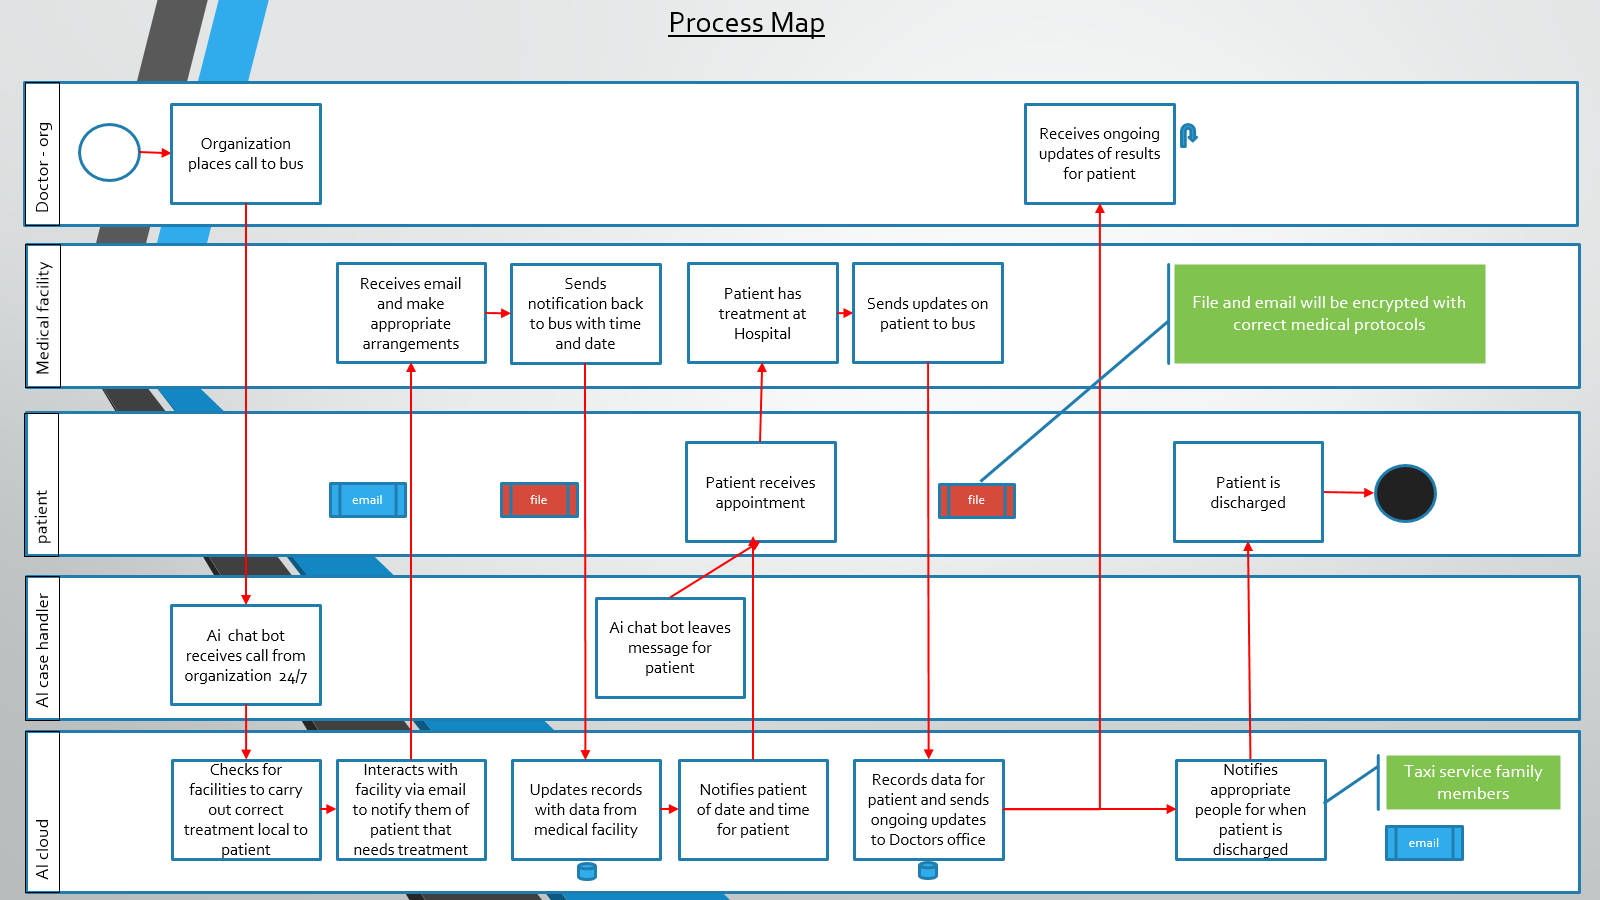 Process Map
Doctor - org
Organization
places call to bus
Receives ongoing
updates of results
for patient
Medical facility
Receives email
and make
appropriate
arrangements
Sends
notification back
to bus with time
and date
Patient has
treatment at
Hospital
Sends updates on
patient to bus
File and email will be encrypted with
correct medical protocols
patient
email
file
Patient receives
appointment
file
Patient is
discharged
AI case handler
Ai chat bot
receives call from
organization 24/7
Ai chat bot leaves
message for
patient
AI cloud
Checks for
facilities to carry
out correct
treatment local to
patient
Interacts with
facility via email
to notify them of
patient that
needs treatment
Updates records
with data from
medical facility
Notifies patient
of date and time
for patient
Records data for
patient and sends
ongoing updates
to Doctors office
Notifies
appropriate
people for when
patient is
discharged
Taxi service family
members
email